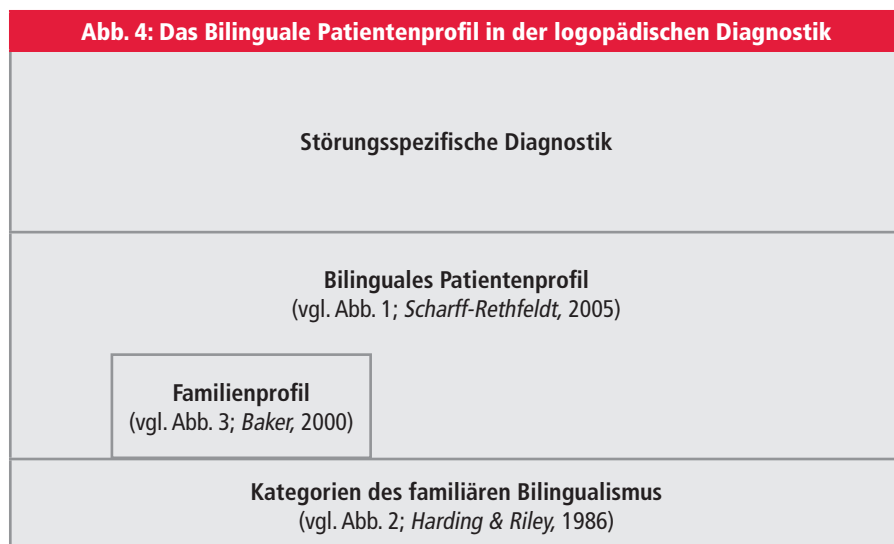 Abb. 4: Das Bilinguale Patientenprofil in der logopädischen Diagnostik
Störungsspezifische Diagnostik
Bilinguales Patientenprofil
(vgl. Abb. 1; Scharff-Rethfeldt, 2005)
Familienprofil
(vgl. Abb. 3; Baker, 2000)
Kategorien des familiären Bilingualismus
(vgl. Abb. 2; Harding & Riley, 1986)